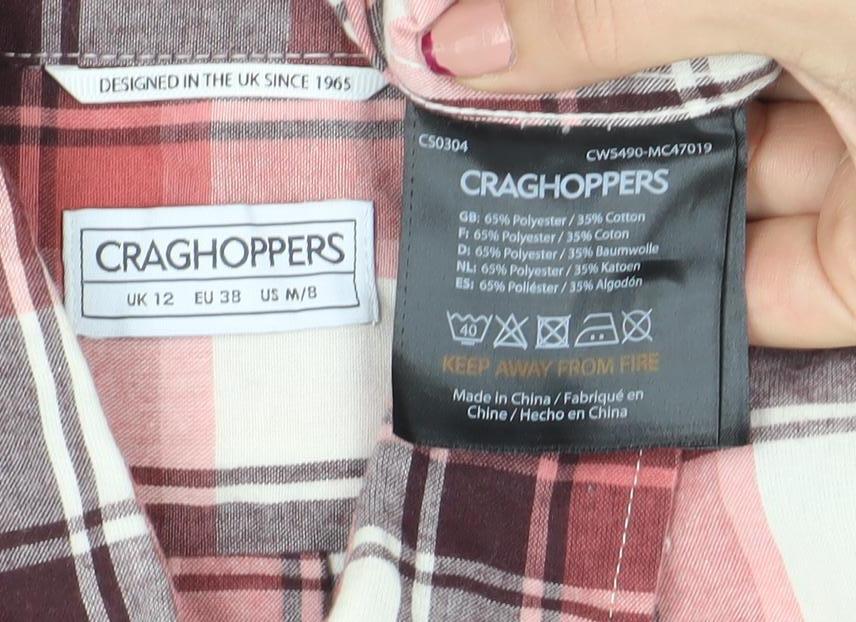 DESIGNED IN THE UK SINCE 1965
CRAGHOPPERS
UK 12 EU 38 US M/8
CS0304
CWS490-MC47019
CRAGHOPPERS
GB: 65% Polyester / 35% Cotton
F: 65% Polyester / 35% Coton
D: 65% Polyester / 35% Baumwolle
NL: 65% Polyester / 35% Katoen
ES: 65% Poliéster / 35% Algodón
40
KEEP AWAY FROM FIRE
Made in China / Fabriqué en
Chine / Hecho en China